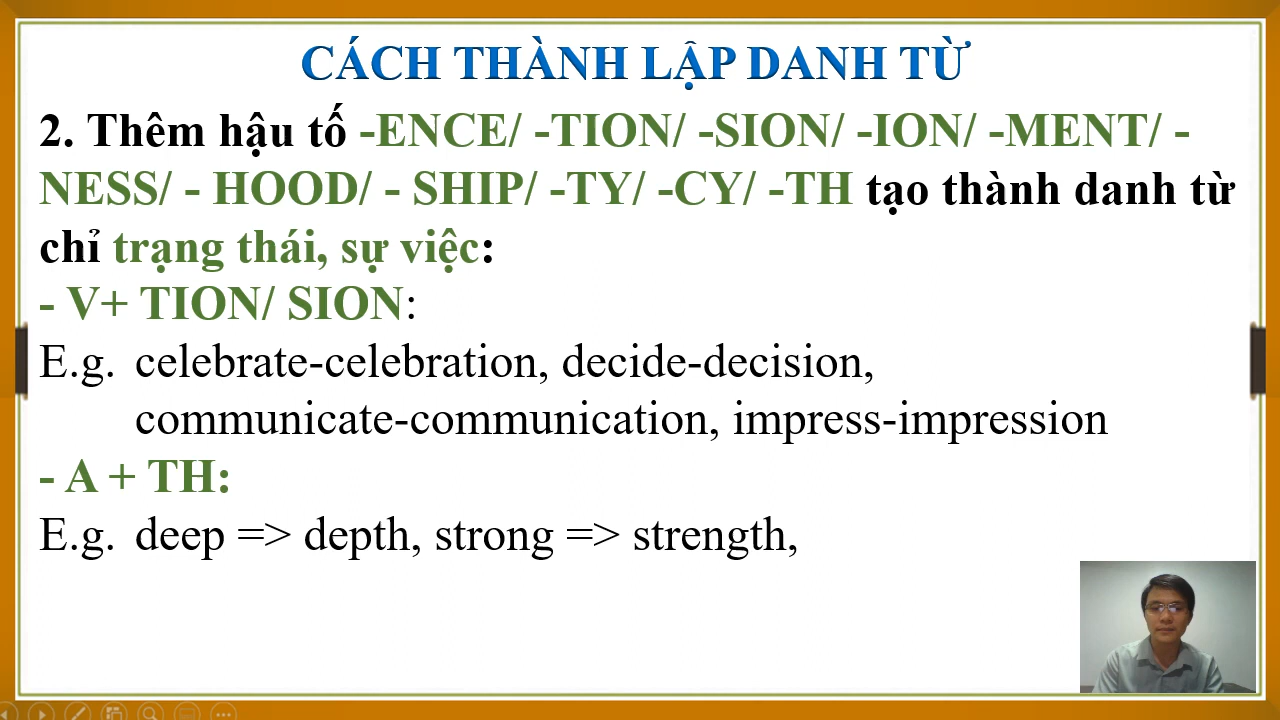 CÁCH THÀNH LẬP DANH TỪ
2. Thêm hậu tố -ENCE/ -TION/ -SION/ -ION/ -MENT/ -
NESS/ - HOOD/ - SHIP/ -TY/ -CY/ -TH tạo thành danh từ
chỉ trạng thái, sự việc:
- V+ TION/ SION:
E.g. celebrate-celebration, decide-decision,
communicate-communication, impress-impression
- A + TH:
E.g. deep => depth, strong => strength,